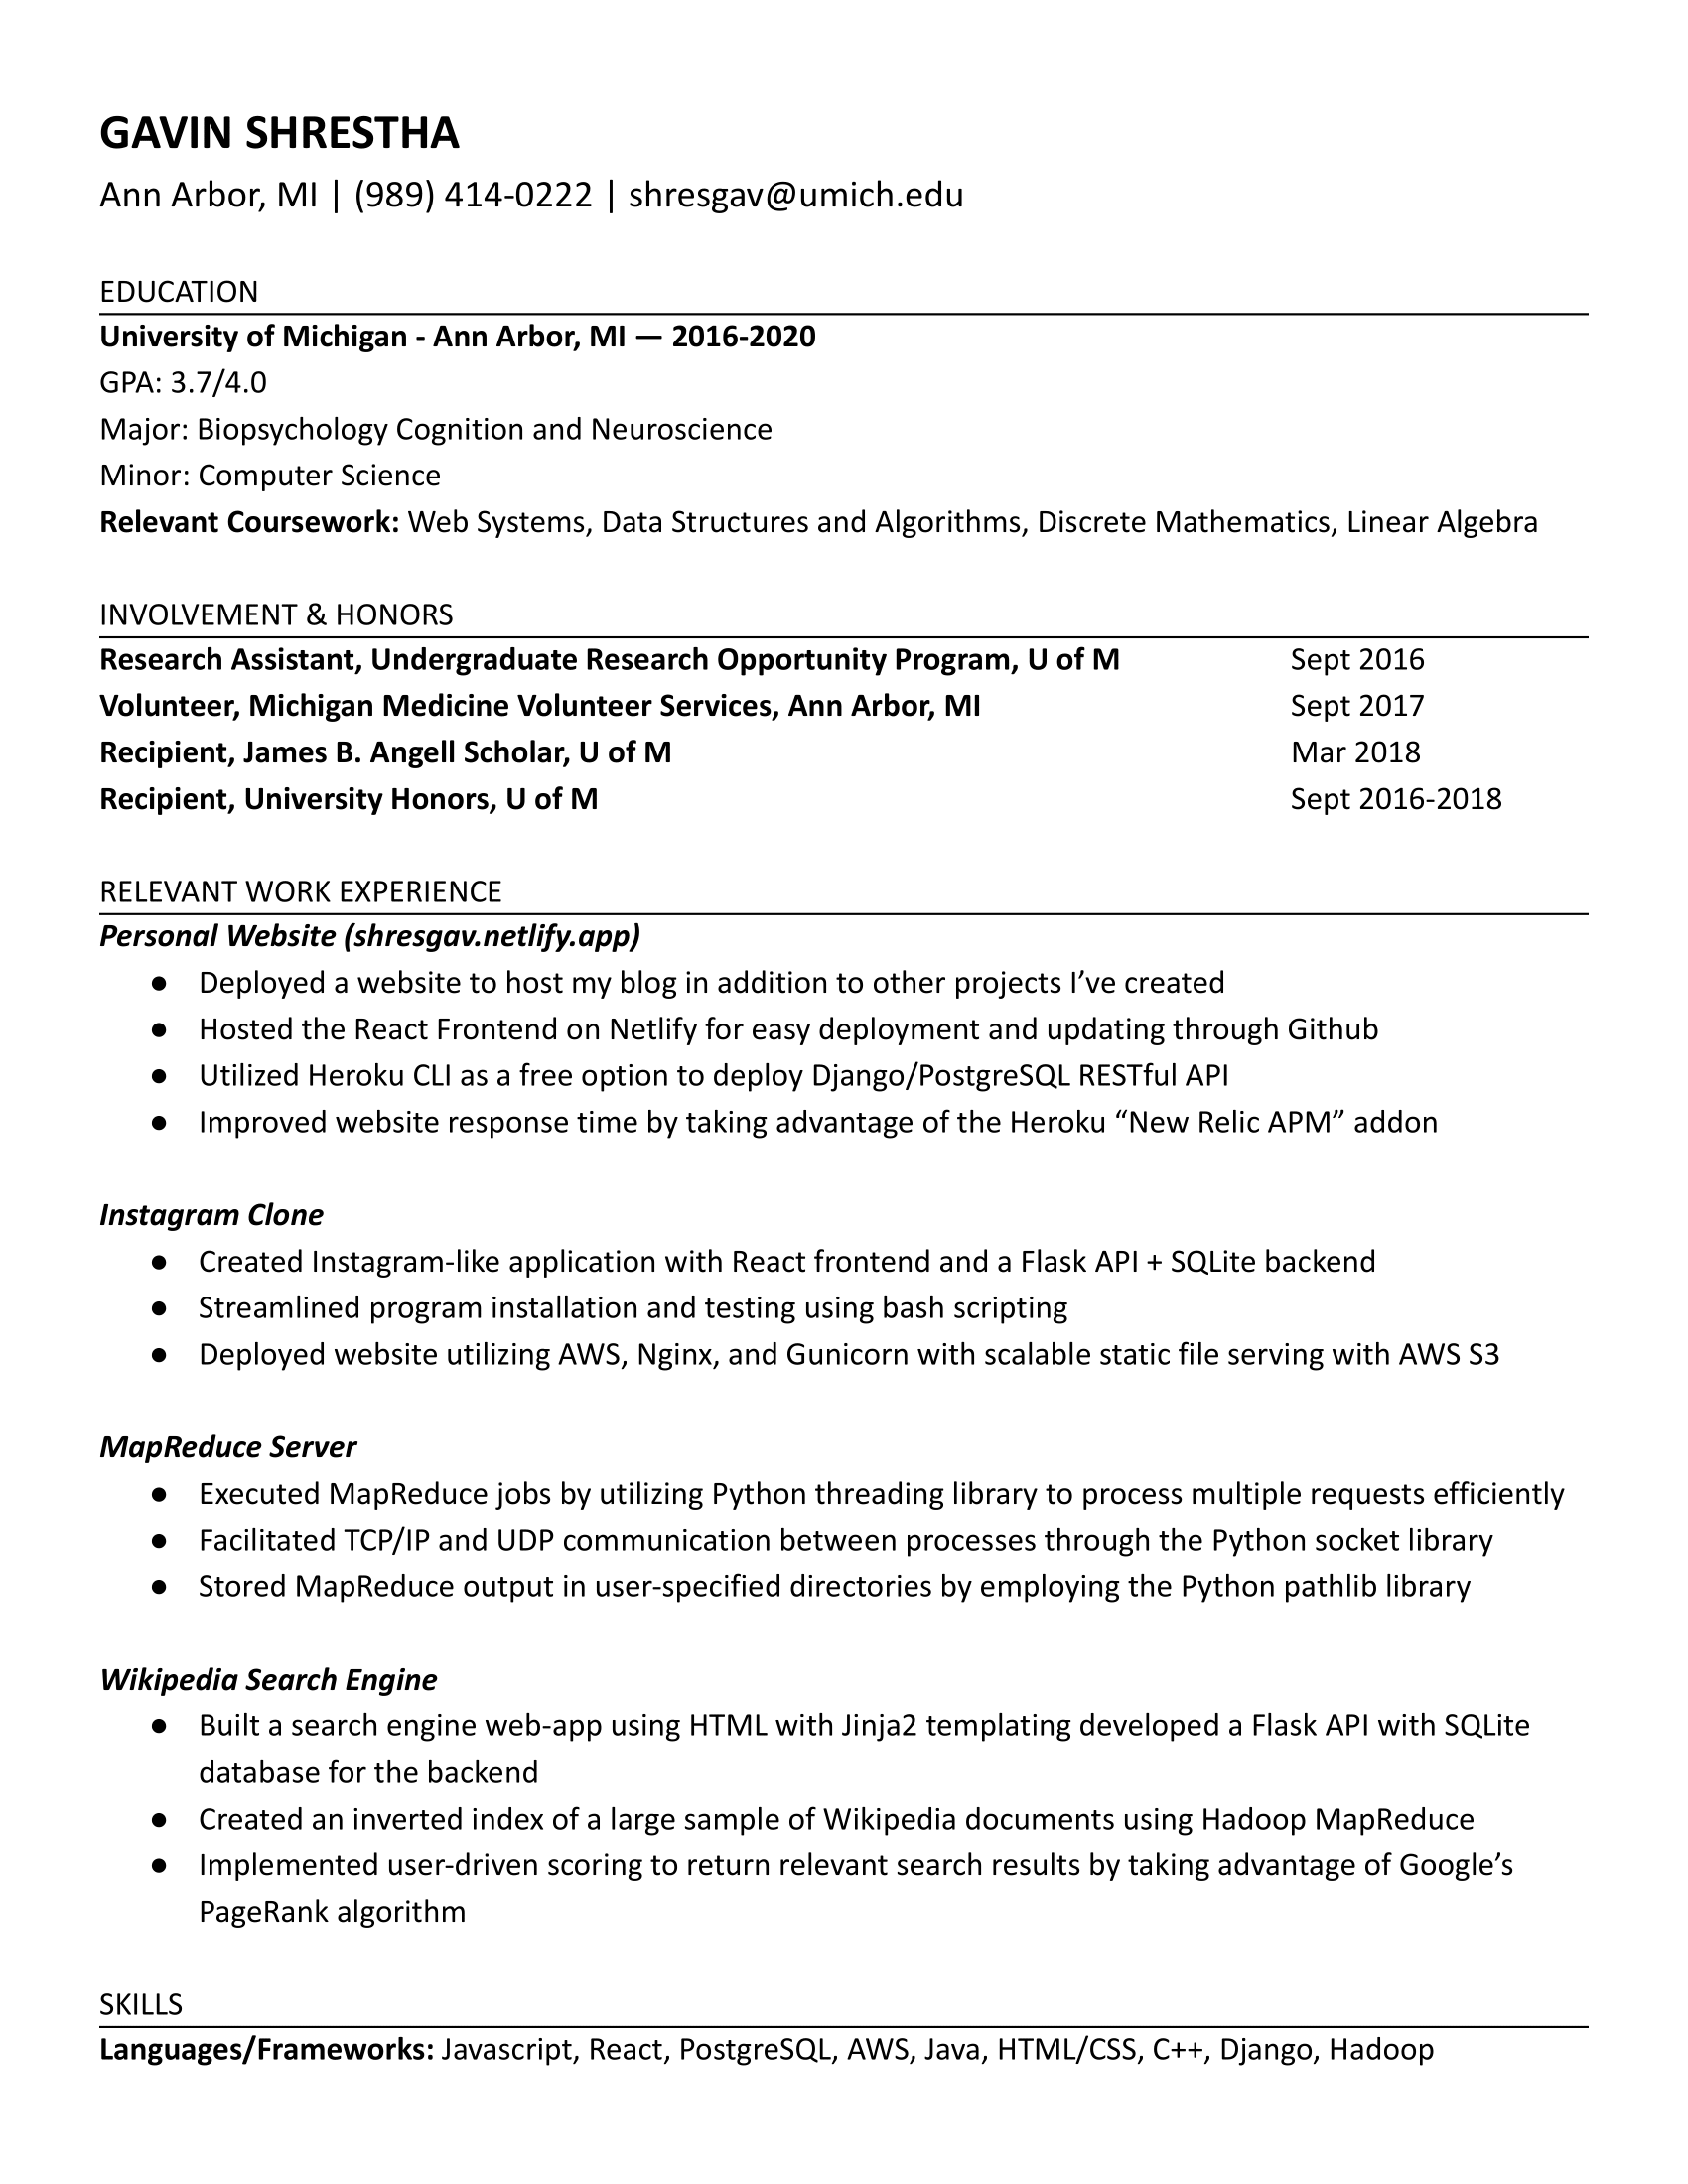 GAVIN SHRESTHA
Ann Arbor, MI | (989) 414-0222 | shresgav@umich.edu
EDUCATION
University of Michigan - Ann Arbor, MI — 2016-2020
GPA: 3.7/4.0
Major: Biopsychology Cognition and Neuroscience
Minor: Computer Science
Relevant Coursework: Web Systems, Data Structures and Algorithms, Discrete Mathematics, Linear Algebra
INVOLVEMENT & HONORS
Research Assistant, Undergraduate Research Opportunity Program, U of M Sept 2016
Volunteer, Michigan Medicine Volunteer Services, Ann Arbor, MI Sept 2017
Recipient, James B. Angell Scholar, U of M Mar 2018
Recipient, University Honors, U of M Sept 2016-2018
RELEVANT WORK EXPERIENCE
Personal Website (shresgav.netlify.app)
● Deployed a website to host my blog in addition to other projects I’ve created
● Hosted the React Frontend on Netlify for easy deployment and updating through Github
● Utilized Heroku CLI as a free option to deploy Django/PostgreSQL RESTful API
● Improved website response time by taking advantage of the Heroku “New Relic APM” addon
Instagram Clone
● Created Instagram-like application with React frontend and a Flask API + SQLite backend
● Streamlined program installation and testing using bash scripting
● Deployed website utilizing AWS, Nginx, and Gunicorn with scalable static file serving with AWS S3
MapReduce Server
● Executed MapReduce jobs by utilizing Python threading library to process multiple requests efficiently
● Facilitated TCP/IP and UDP communication between processes through the Python socket library
● Stored MapReduce output in user-specified directories by employing the Python pathlib library
Wikipedia Search Engine
● Built a search engine web-app using HTML with Jinja2 templating developed a Flask API with SQLite
database for the backend
● Created an inverted index of a large sample of Wikipedia documents using Hadoop MapReduce
● Implemented user-driven scoring to return relevant search results by taking advantage of Google’s
PageRank algorithm
SKILLS
Languages/Frameworks: Javascript, React, PostgreSQL, AWS, Java, HTML/CSS, C++, Django, Hadoop